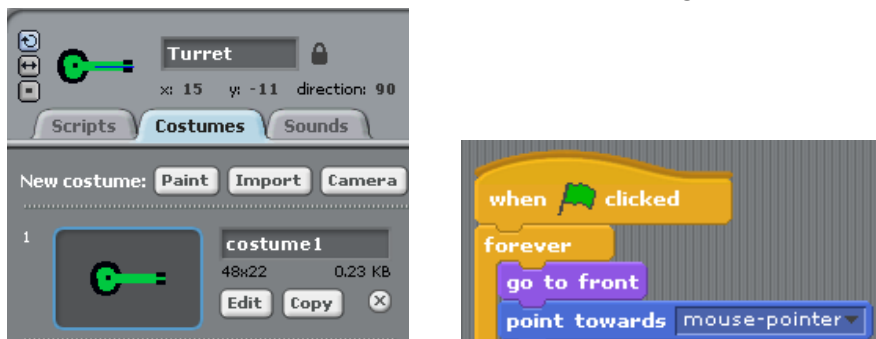 Turret
x: 15 y: -11 direction: 90
Scripts Costumes Sounds
New costume: Paint Import Camera
1
costume1
48x22 0.23 KB
Edit Copy
when clicked
forever
go to front
point towards mouse-pointer